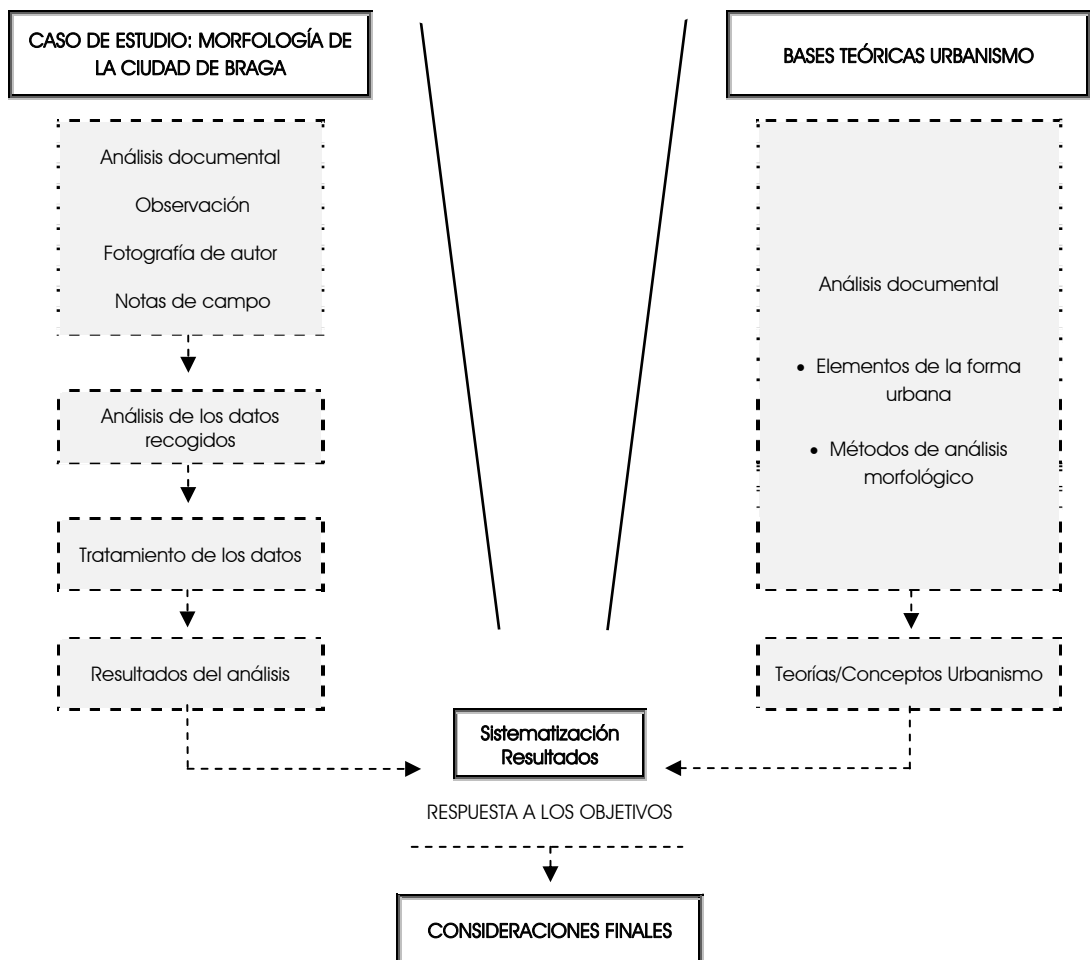 CASO DE ESTUDIO: MORFOLOGÍA DE
LA CIUDAD DE BRAGA
Análisis documental
Observación
Fotografía de autor
Notas de campo
Análisis de los datos
recogidos
Tratamiento de los datos
Resultados del análisis
BASES TEÓRICAS URBANISMO
Análisis documental
• Elementos de la forma
urbana
• Métodos de análisis
morfológico
Teorías/Conceptos Urbanismo
Sistematización
Resultados
RESPUESTA A LOS OBJETIVOS
CONSIDERACIONES FINALES